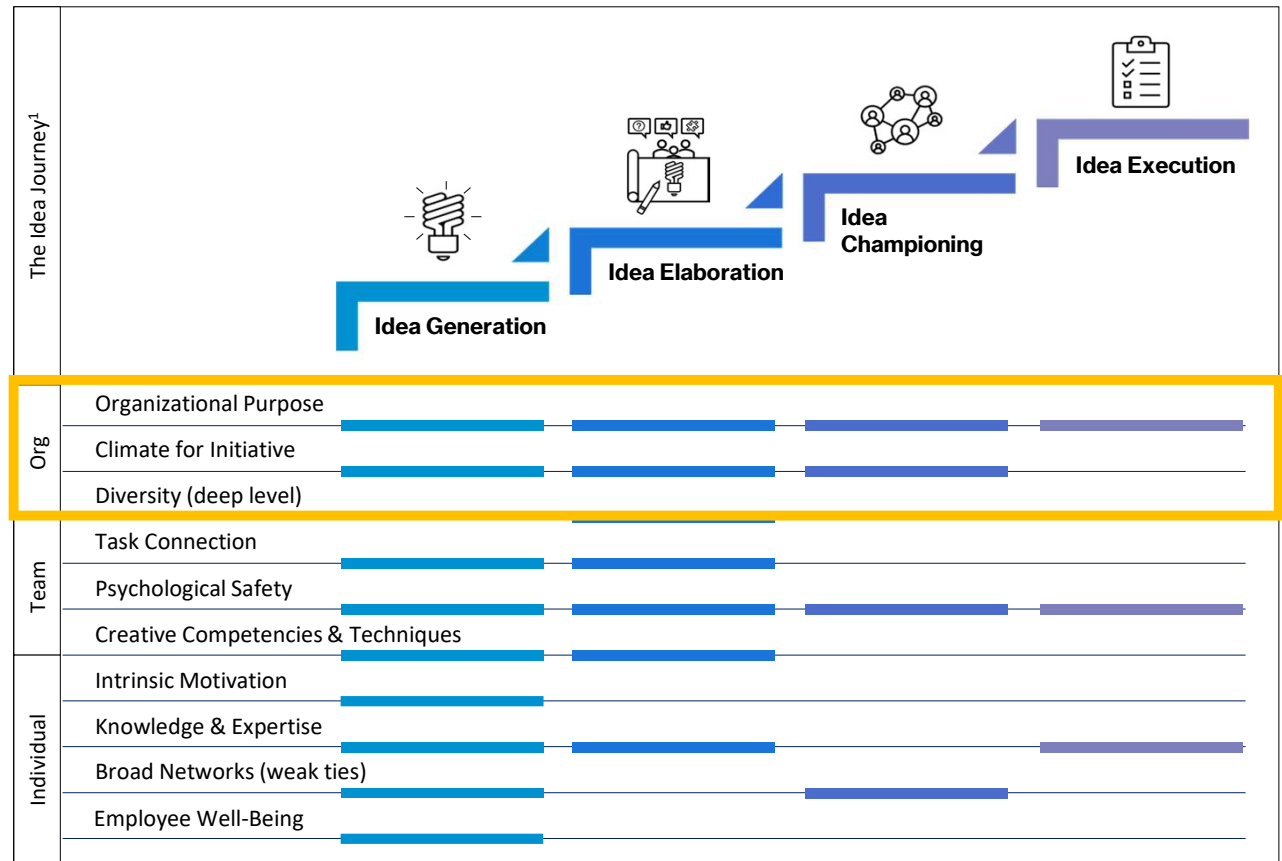 The Idea Journey1
Idea Execution
Idea
Championing
Idea Elaboration
Idea Generation
Org
Organizational Purpose
Climate for Initiative
Diversity (deep level)
Team
Task Connection
Psychological Safety
Creative Competencies & Techniques
Individual
Intrinsic Motivation
Knowledge & Expertise
Broad Networks (weak ties)
Employee Well-Being